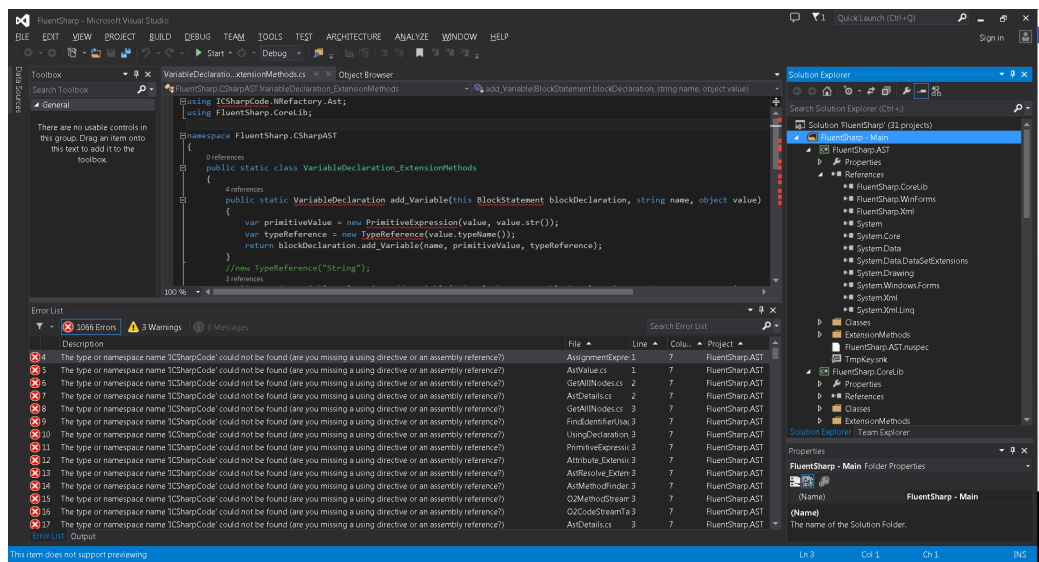 FluentSharp - Microsoft Visual Studio
1
Quick Launch (Ctrl+Q)
FILE EDIT VIEW PROJECT BUILD DEBUG TEAM TOOLS TEST ARCHITECTURE ANALYZE WINDOW HELP
Sign in
Start
Debug
Data Sources
Toolbox
Search Toolbox
General
There are no usable controls in
this group. Drag an item onto
this text to add it to the
toolbox.
VariableDeclaratio...xtensionMethods.cs
Object Browser
FluentSharp.CSharpAST.VariableDeclaration_ExtensionMethods
add_Variable(BlockStatement blockDeclaration, string name, object value)
using ICSharpCode.NRefactory.Ast;
using FluentSharp.CoreLib;
namespace FluentSharp.CSharpAST
{
0 references
public static class VariableDeclaration_ExtensionMethods
{
4 references
public static VariableDeclaration add_Variable(this BlockStatement blockDeclaration, string name, object value)
{
var primitiveValue = new PrimitiveExpression(value, value.str());
var typeReference = new TypeReference(value.typeName());
return blockDeclaration.add_Variable(name, primitiveValue, typeReference);
}
//new TypeReference("String");
3 references
100 %
Error List
1066 Errors
3 Warnings
0 Messages
Search Error List
Description File Line Colu... Project
4 The type or namespace name 'ICSharpCode' could not be found (are you missing a using directive or an assembly reference?) AssignmentExpre 1 7 FluentSharp.AST
5 The type or namespace name 'ICSharpCode' could not be found (are you missing a using directive or an assembly reference?) AstValue.cs 1 7 FluentSharp.AST
6 The type or namespace name 'ICSharpCode' could not be found (are you missing a using directive or an assembly reference?) GetAllINodes.cs 2 7 FluentSharp.AST
7 The type or namespace name 'ICSharpCode' could not be found (are you missing a using directive or an assembly reference?) AstDetails.cs 2 7 FluentSharp.AST
8 The type or namespace name 'ICSharpCode' could not be found (are you missing a using directive or an assembly reference?) GetAllINodes.cs 3 7 FluentSharp.AST
9 The type or namespace name 'ICSharpCode' could not be found (are you missing a using directive or an assembly reference?) FindIdentifierUsa 3 7 FluentSharp.AST
10 The type or namespace name 'ICSharpCode' could not be found (are you missing a using directive or an assembly reference?) UsingDeclaration_ 3 7 FluentSharp.AST
11 The type or namespace name 'ICSharpCode' could not be found (are you missing a using directive or an assembly reference?) PrimitiveExpressic 3 7 FluentSharp.AST
12 The type or namespace name 'ICSharpCode' could not be found (are you missing a using directive or an assembly reference?) Attribute_Extensic 3 7 FluentSharp.AST
13 The type or namespace name 'ICSharpCode' could not be found (are you missing a using directive or an assembly reference?) AstResolve_Exten 3 7 FluentSharp.AST
14 The type or namespace name 'ICSharpCode' could not be found (are you missing a using directive or an assembly reference?) AstMethodFinder. 3 7 FluentSharp.AST
15 The type or namespace name 'ICSharpCode' could not be found (are you missing a using directive or an assembly reference?) O2MethodStream 3 7 FluentSharp.AST
16 The type or namespace name 'ICSharpCode' could not be found (are you missing a using directive or an assembly reference?) O2CodeStreamTa 3 7 FluentSharp.AST
17 The type or namespace name 'ICSharpCode' could not be found (are you missing a using directive or an assembly reference?) AstDetails.cs 3 7 FluentSharp.AST
Error List Output
Solution Explorer
Search Solution Explorer (Ctrl+;)
Solution 'FluentSharp' (31 projects)
FluentSharp - Main
FluentSharp.AST
Properties
References
FluentSharp.CoreLib
FluentSharp.WinForms
FluentSharp.Xml
System
System.Core
System.Data
System.Data.DataSetExtensions
System.Drawing
System.Windows.Forms
System.Xml
System.Xml.Linq
Classes
ExtensionMethods
FluentSharp.AST.nuspec
TmpKey.snk
FluentSharp.CoreLib
Properties
References
Classes
ExtensionMethods
Solution Explorer Team Explorer
Properties
FluentSharp - Main Folder Properties
(Name) FluentSharp - Main
(Name)
The name of the Solution Folder.
This item does not support previewing
Ln 3 Col 1 Ch 1 INS